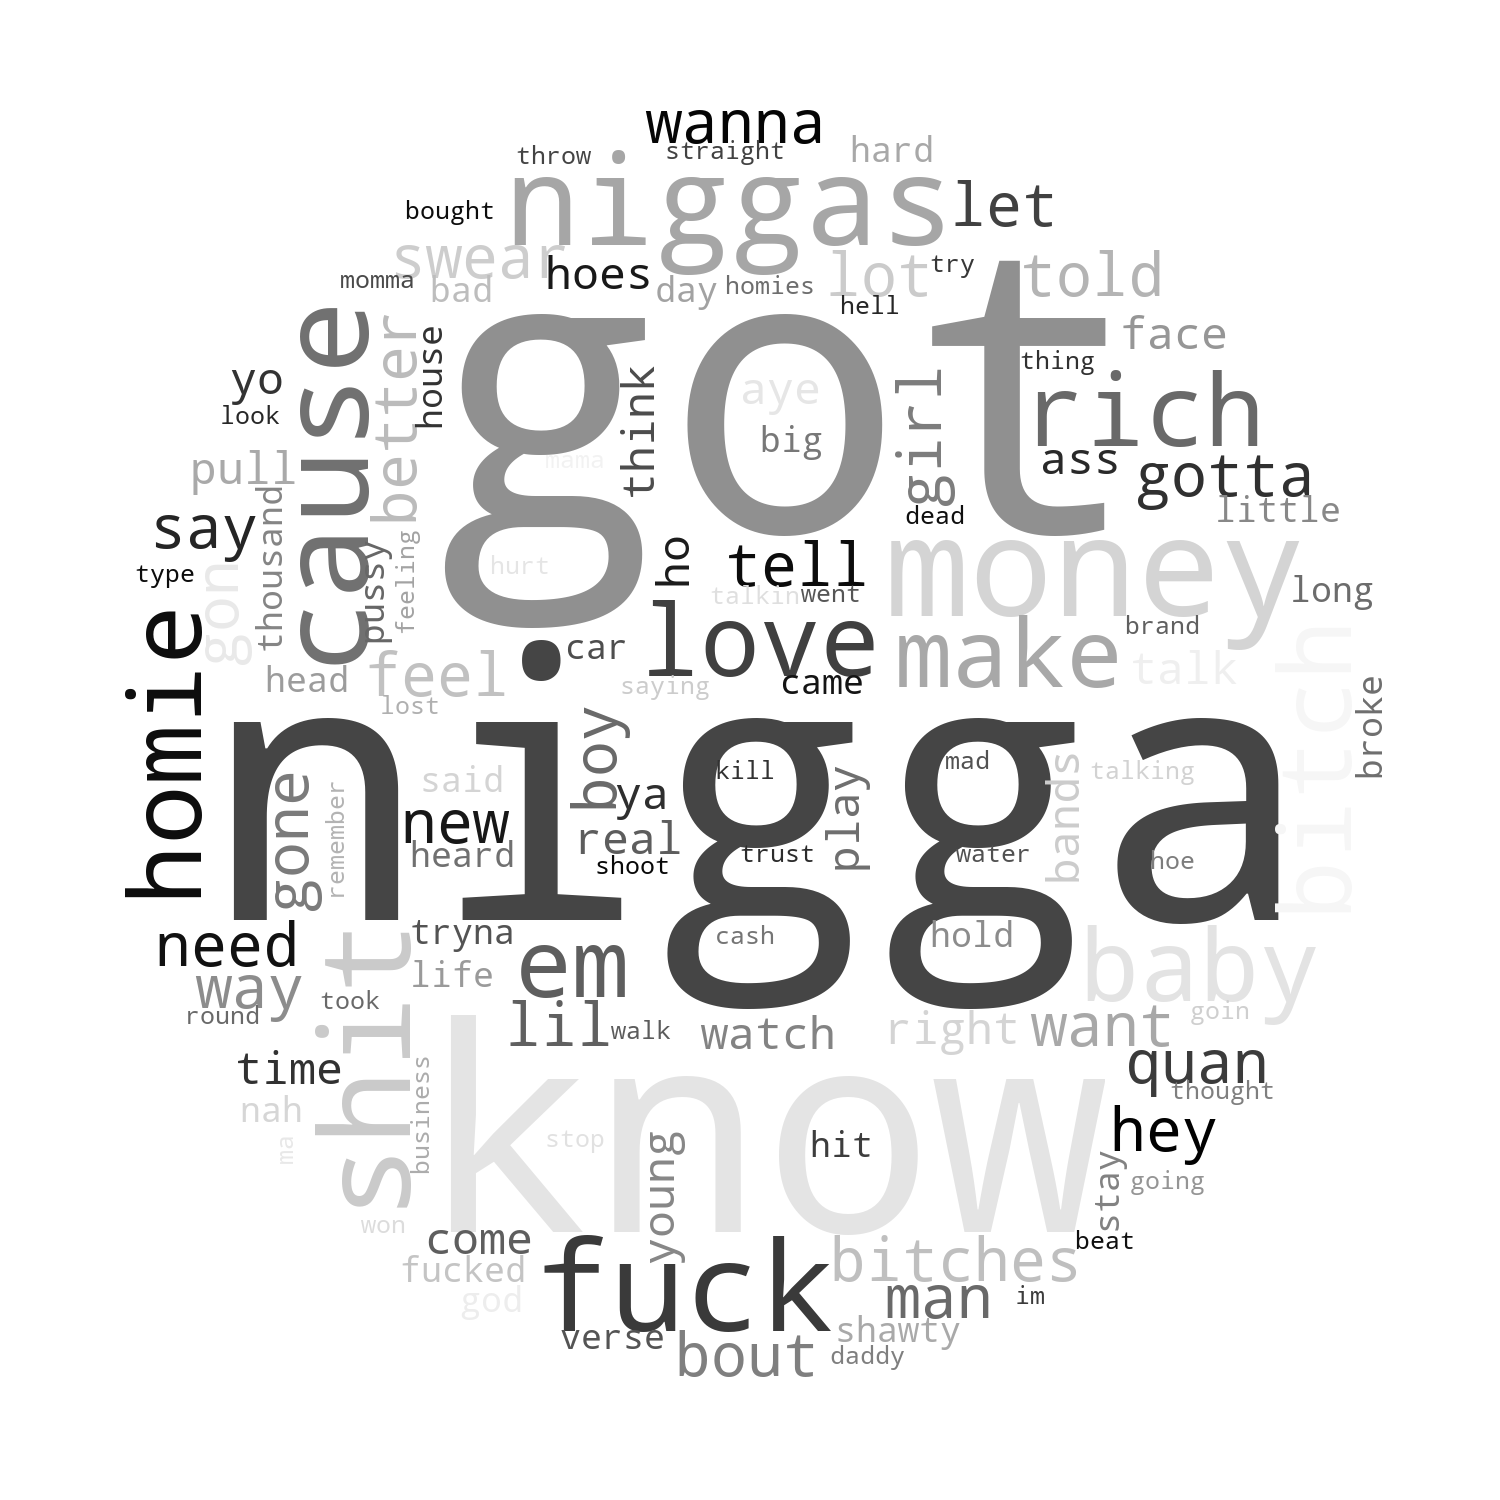 wanna
throw
straight
hard
niggas
let
bought
swear
hoes
momma
bad
day
homies
lot
try
told
hell
got
cause
better
house
face
thing
yo
look
think
aye
big
girl
rich
ass
gotta
pull
mama
say
thousand
dead
little
type
gon
pussy
feeling
hurt
ho
tell
money
talkin
went
long
homie
love
car
make
brand
feel
head
saying
came
talk
bitch
lost
broke
nigga
gone
remember
said
boy
kill
mad
play
bands
talking
new
ya
heard
real
shoot
trust
water
hoe
need
tryna
em
cash
hold
baby
way
life
shit
took
round
lil
walk
watch
right
want
goin
time
know
quan
thought
nah
business
ma
stop
young
hit
hey
stay
going
won
come
fuck
bitches
beat
fucked
god
man
im
verse
bout
shawty
daddy